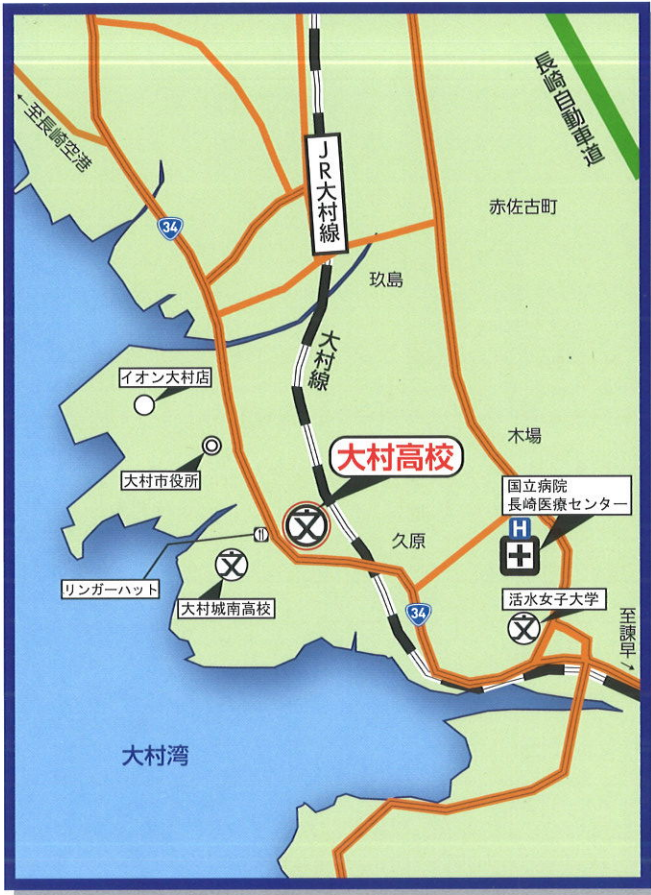 長崎自動車道
←至長崎空港
JR大村線
赤佐古町
34
玖島
大村線
イオン大村店
木場
大村高校
大村市役所
国立病院
長崎医療センター
H
文
久原
リンガーハット
文
大村城南高校
活水女子大学
34
文
至諫早→
大村湾